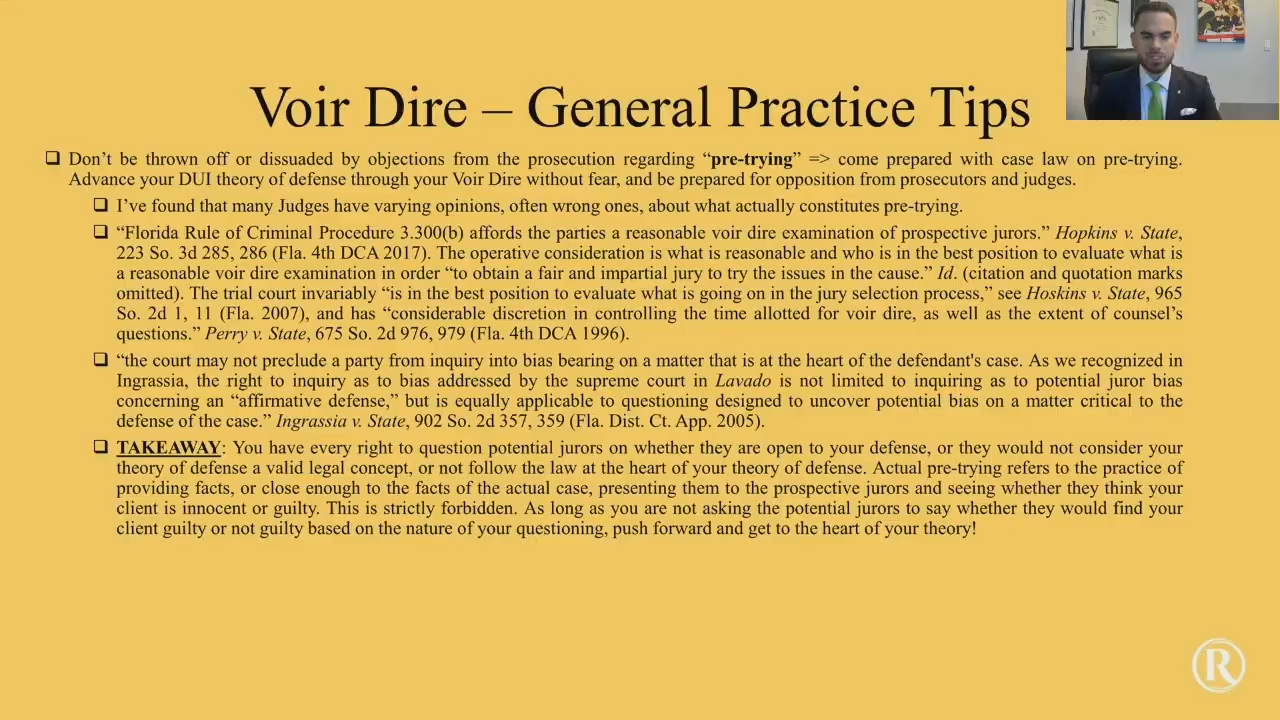 Voir Dire – General Practice Tips
❑ Don’t be thrown off or dissuaded by objections from the prosecution regarding “pre-trying” => come prepared with case law on pre-trying.
Advance your DUI theory of defense through your Voir Dire without fear, and be prepared for opposition from prosecutors and judges.
❑ I’ve found that many Judges have varying opinions, often wrong ones, about what actually constitutes pre-trying.
❑ “Florida Rule of Criminal Procedure 3.300(b) affords the parties a reasonable voir dire examination of prospective jurors.” Hopkins v. State,
223 So. 3d 285, 286 (Fla. 4th DCA 2017). The operative consideration is what is reasonable and who is in the best position to evaluate what is
a reasonable voir dire examination in order “to obtain a fair and impartial jury to try the issues in the cause.” Id. (citation and quotation marks
omitted). The trial court invariably “is in the best position to evaluate what is going on in the jury selection process,” see Hoskins v. State, 965
So. 2d 1, 11 (Fla. 2007), and has “considerable discretion in controlling the time allotted for voir dire, as well as the extent of counsel’s
questions.” Perry v. State, 675 So. 2d 976, 979 (Fla. 4th DCA 1996).
❑ “the court may not preclude a party from inquiry into bias bearing on a matter that is at the heart of the defendant's case. As we recognized in
Ingrassia, the right to inquiry as to bias addressed by the supreme court in Lavado is not limited to inquiring as to potential juror bias
concerning an “affirmative defense,” but is equally applicable to questioning designed to uncover potential bias on a matter critical to the
defense of the case.” Ingrassia v. State, 902 So. 2d 357, 359 (Fla. Dist. Ct. App. 2005).
❑ TAKEAWAY: You have every right to question potential jurors on whether they are open to your defense, or they would not consider your
theory of defense a valid legal concept, or not follow the law at the heart of your theory of defense. Actual pre-trying refers to the practice of
providing facts, or close enough to the facts of the actual case, presenting them to the prospective jurors and seeing whether they think your
client is innocent or guilty. This is strictly forbidden. As long as you are not asking the potential jurors to say whether they would find your
client guilty or not guilty based on the nature of your questioning, push forward and get to the heart of your theory!
R